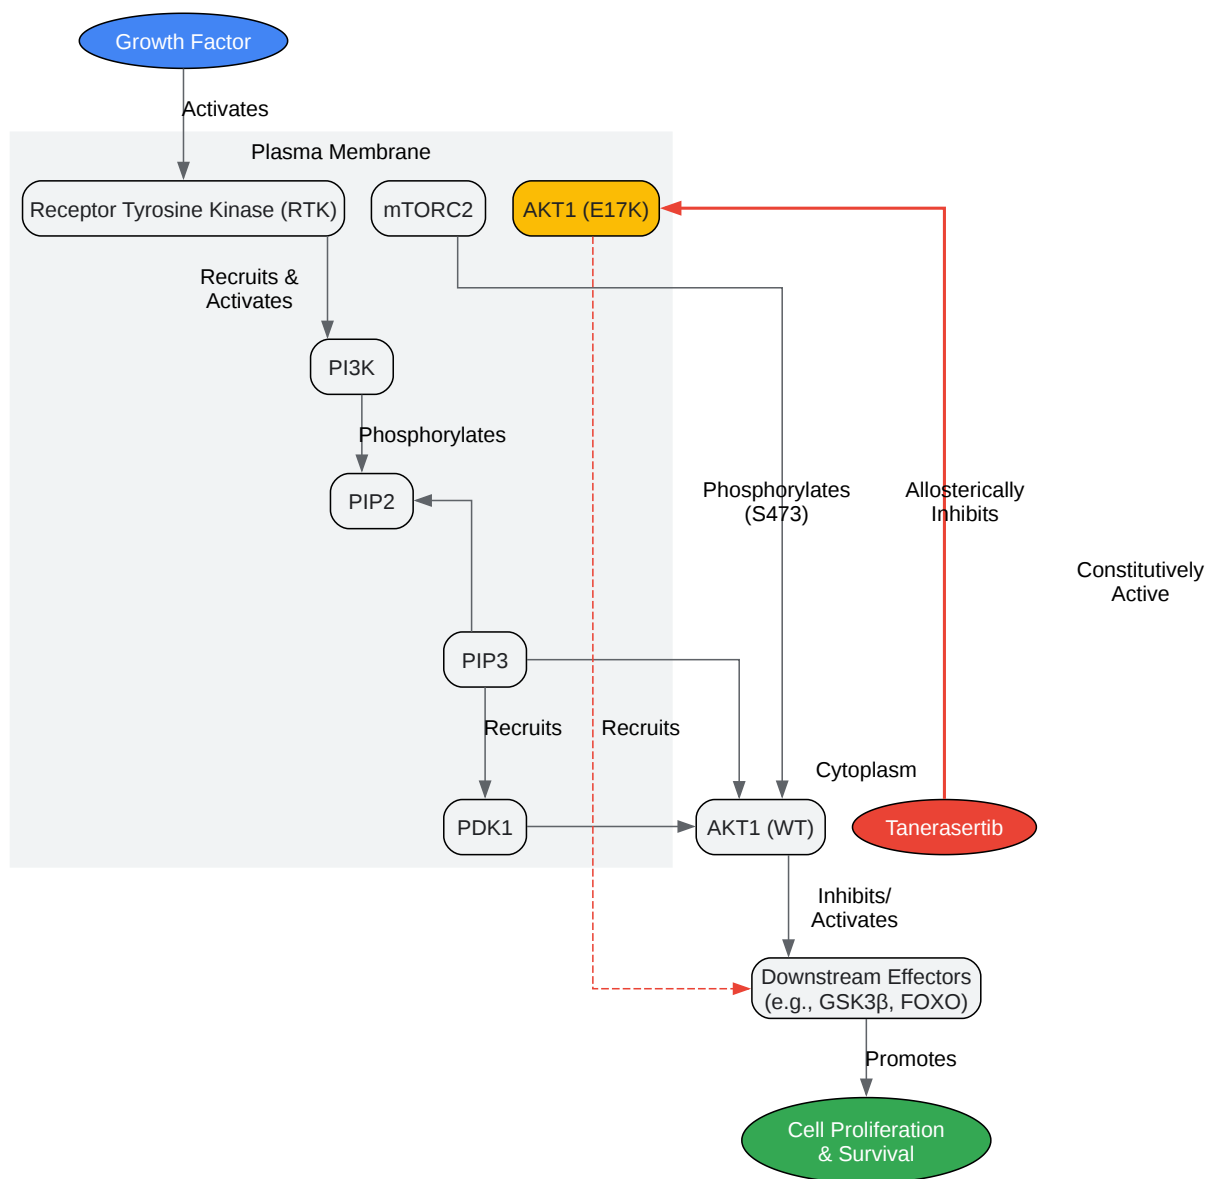 Growth Factor
Activates
Plasma Membrane
Receptor Tyrosine Kinase (RTK)
mTORC2
AKT1 (E17K)
Recruits &
Activates
PI3K
Phosphorylates
PIP2
Phosphorylates
(S473)
Allosterically
Inhibits
Constitutively
Active
PIP3
Recruits
Recruits
Cytoplasm
PDK1
AKT1 (WT)
Tanerasertib
Inhibits/
Activates
Downstream Effectors
(e.g., GSK3β, FOXO)
Promotes
Cell Proliferation
& Survival